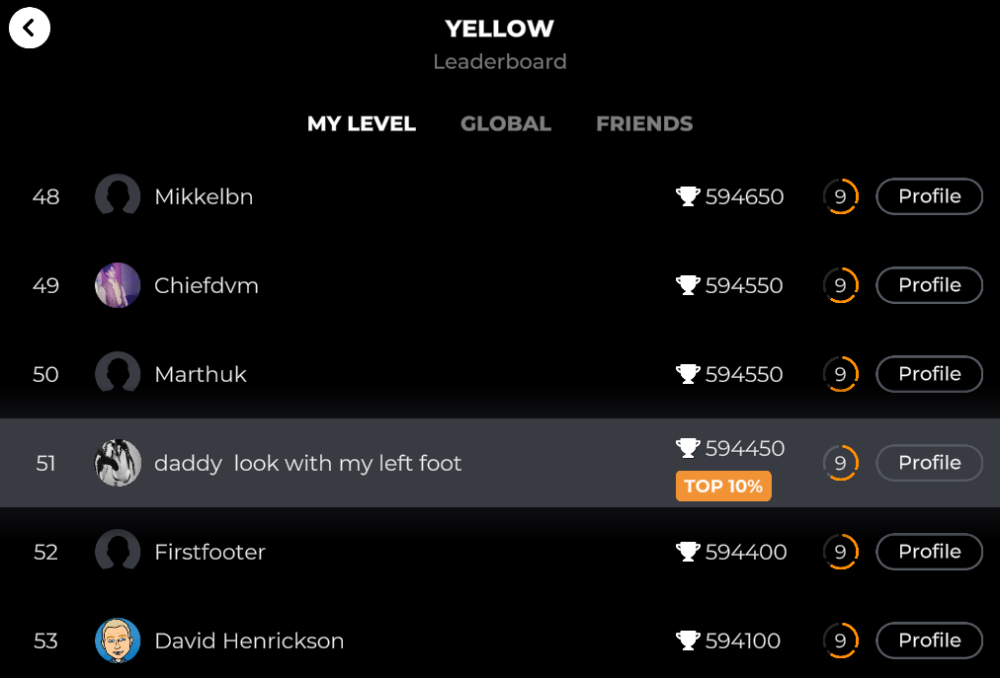 YELLOW
Leaderboard
MY LEVEL GLOBAL FRIENDS
48 Mikkelbn 594650 9 Profile
49 Chiefdvm 594550 9 Profile
50 Marthuk 594550 9 Profile
51 daddy  look with my left foot 594450 TOP 10% 9 Profile
52 Firstfooter 594400 9 Profile
53 David Henrickson 594100 9 Profile